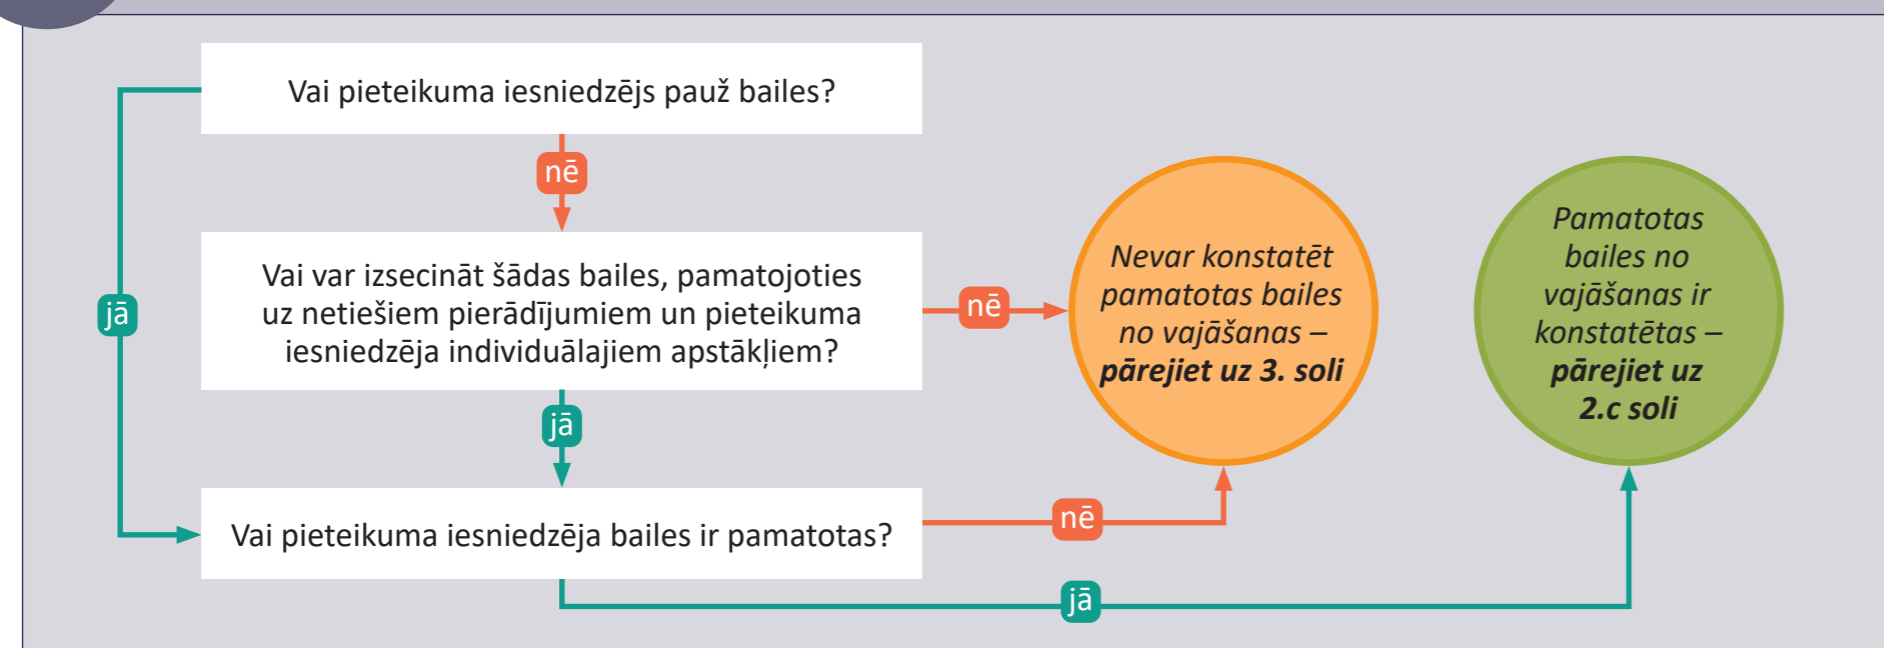 Vai pieteikuma iesniedzējs pauž bailes?
nē
jā
Vai var izsecināt šādas bailes, pamatojoties
uz netiešiem pierādījumiem un pieteikuma
iesniedzēja individuālajiem apstākļiem?
nē
jā
Vai pieteikuma iesniedzēja bailes ir pamatotas?
nē
jā
Nevar konstatēt
pamatotas bailes
no vajāšanas –
pārejiet uz 3. soli
Pamatotas
bailes no
vajāšanas ir
konstatētas –
pārejiet uz
2.c soli